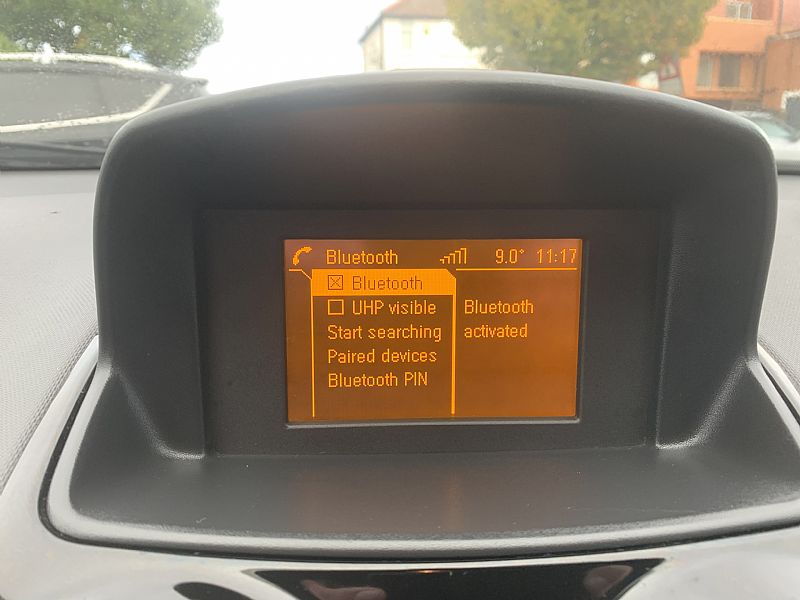 Bluetooth 9.0° 11:17
Bluetooth
UHP visible
Start searching
Paired devices
Bluetooth PIN
Bluetooth
activated